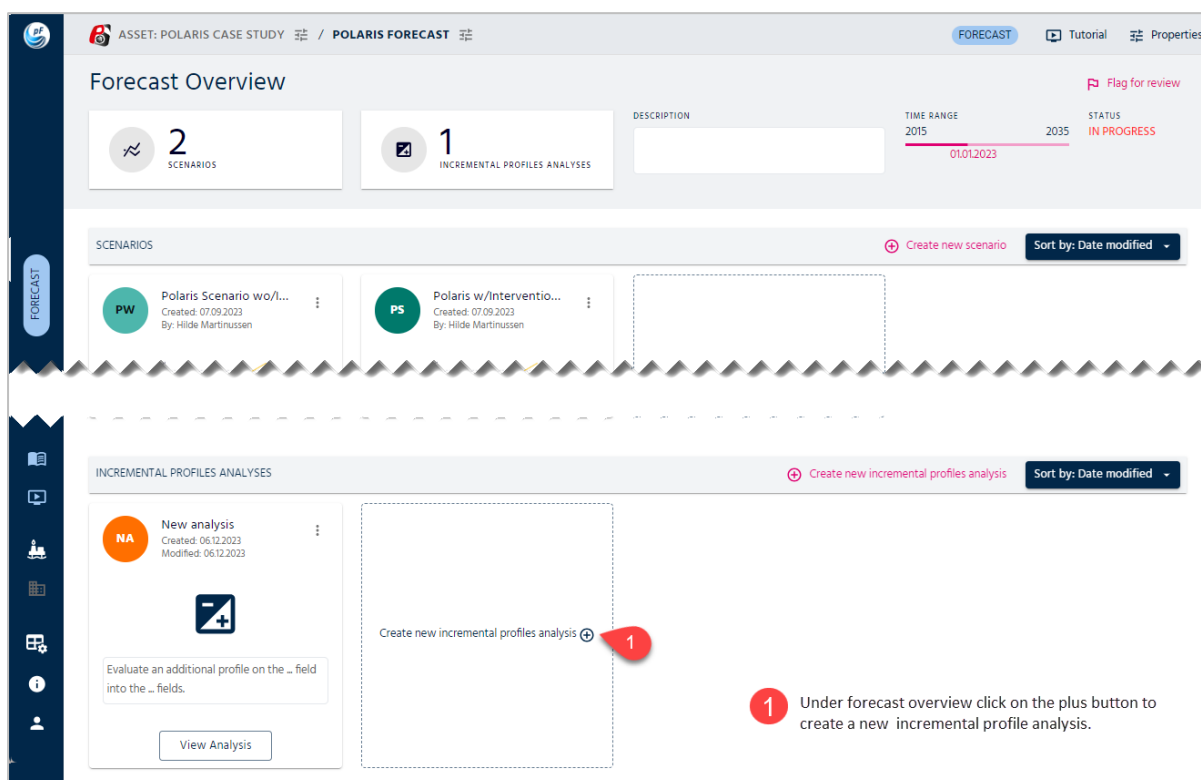 pF
ASSET: POLARIS CASE STUDY / POLARIS FORECAST
FORECAST
Tutorial
Properties
Forecast Overview
Flag for review
2
SCENARIOS
1
INCREMENTAL PROFILES ANALYSES
DESCRIPTION
TIME RANGE
2015 2035
01.01.2023
STATUS
IN PROGRESS
FORECAST
SCENARIOS
Create new scenario
Sort by: Date modified
PW
Polaris Scenario wo/I...
Created: 07.09.2023
By: Hilde Martinussen
PS
Polaris w/Interventio...
Created: 07.09.2023
By: Hilde Martinussen
INCREMENTAL PROFILES ANALYSES
Create new incremental profiles analysis
Sort by: Date modified
NA
New analysis
Created: 06.12.2023
Modified: 06.12.2023
Evaluate an additional profile on the ... field
into the ... fields.
View Analysis
Create new incremental profiles analysis
1
1
Under forecast overview click on the plus button to
create a new incremental profile analysis.